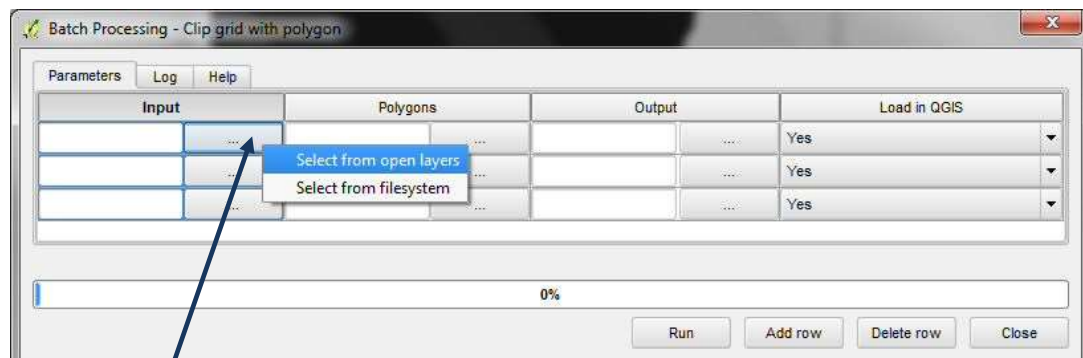 Batch Processing - Clip grid with polygon
Parameters Log Help
Input Polygons Output Load in QGIS
... ... ... Yes
Select from open layers
... ... ... Yes
Select from filesystem
... ... ... Yes
0%
Run Add row Delete row Close